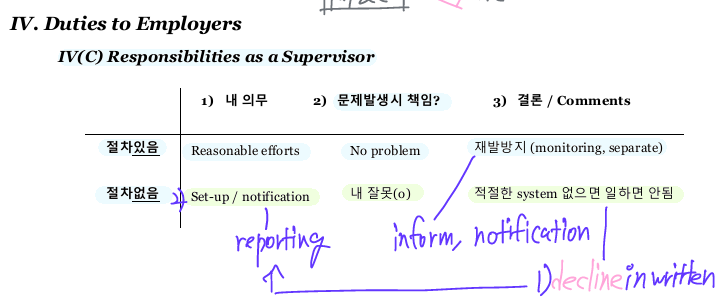 IV. Duties to Employers
IV(C) Responsibilities as a Supervisor
1) 내 의무 2) 문제발생시 책임? 3) 결론 / Comments
절차있음 Reasonable efforts No problem 재발방지 (monitoring, separate)
절차없음 2) Set-up / notification 내 잘못(o) 적절한 system 없으면 일하면 안됨
reporting inform, notification
1) decline in written